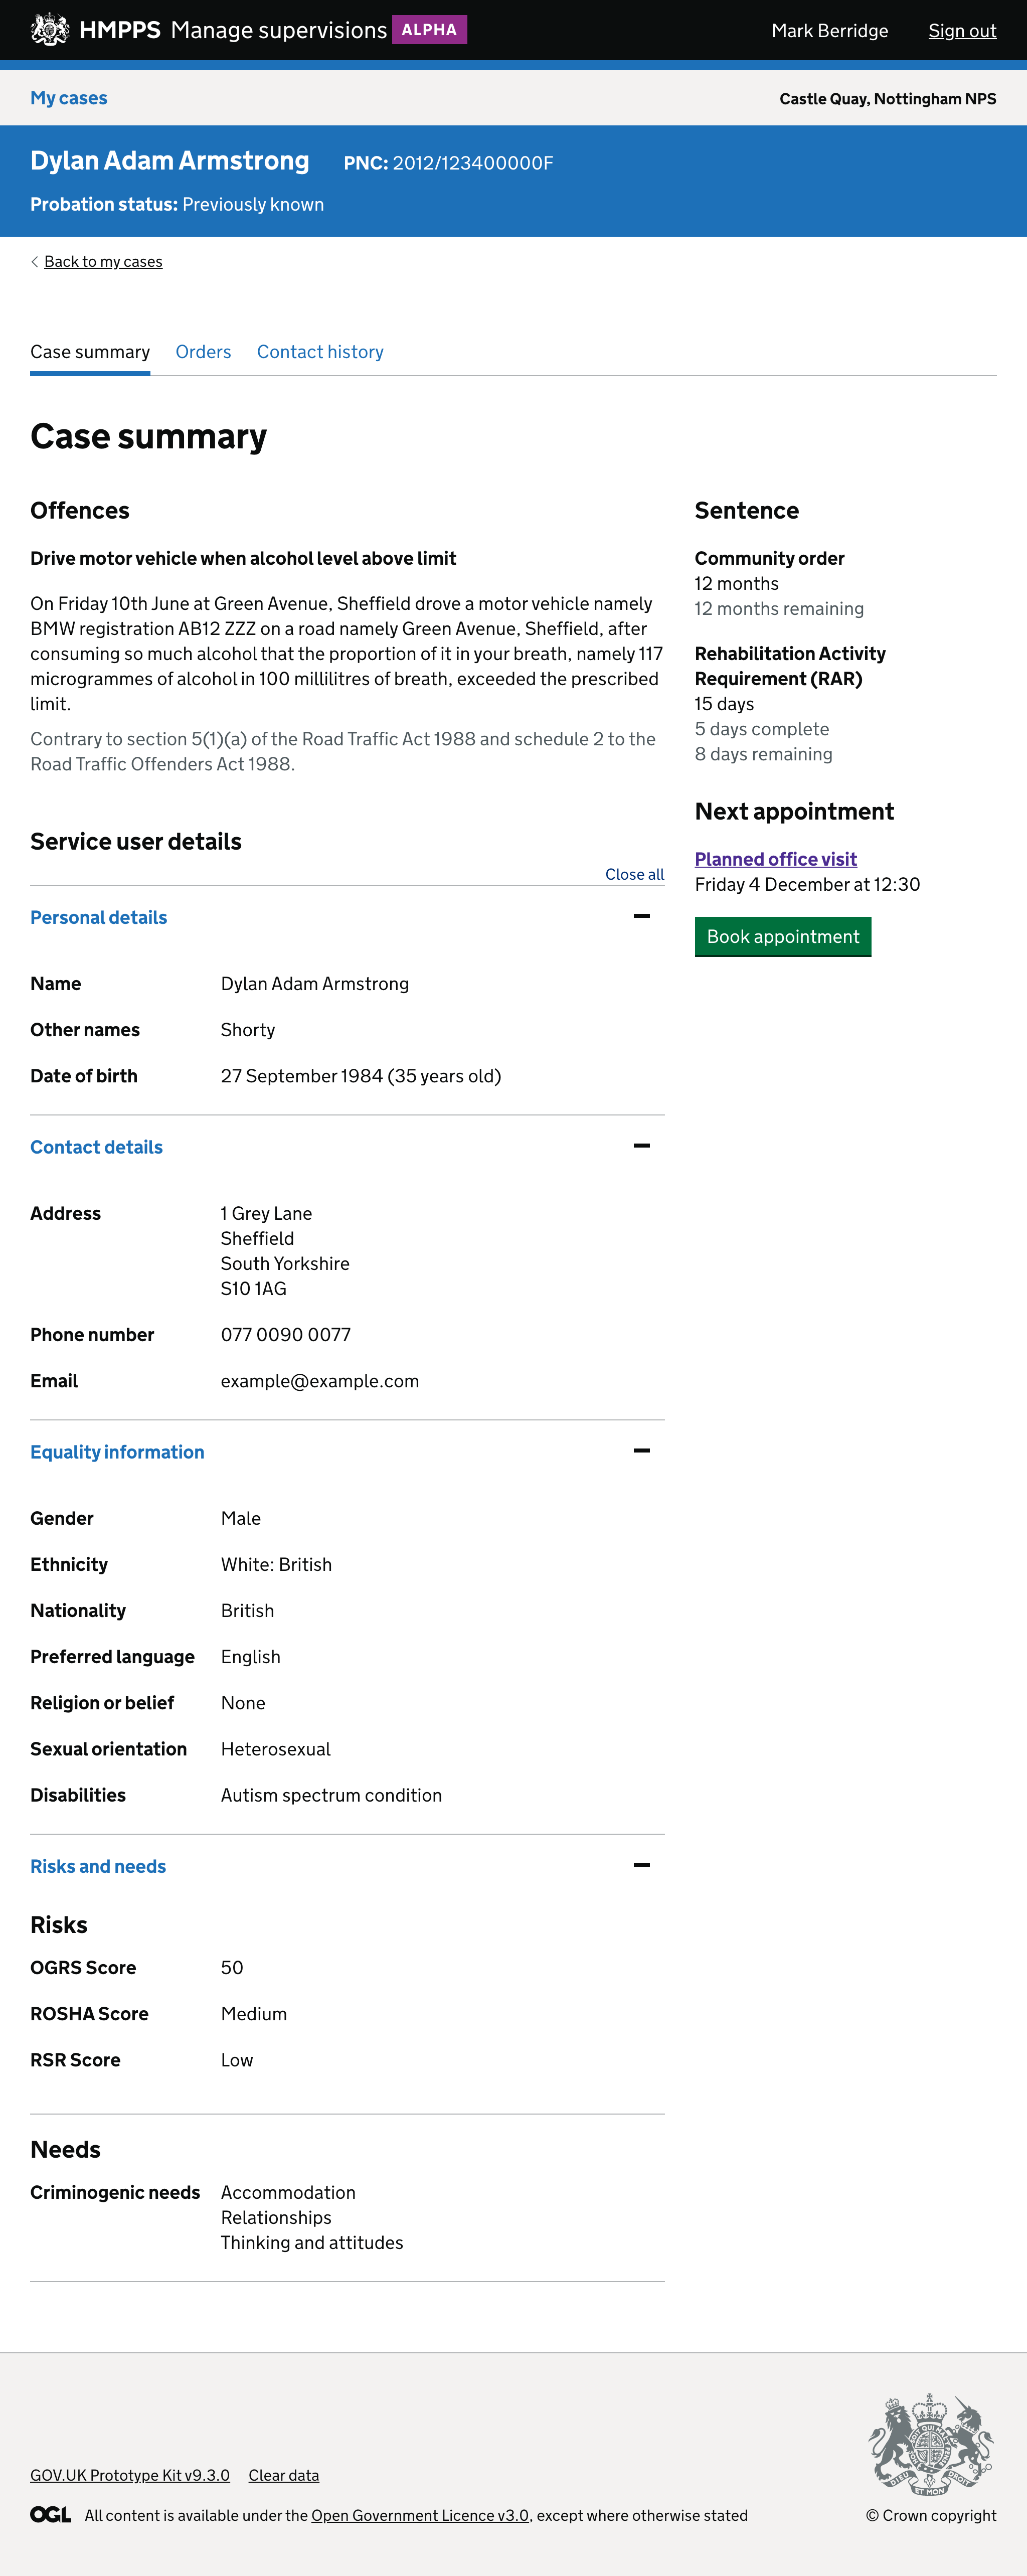 HMPPS Manage supervisions ALPHA
Mark Berridge Sign out
My cases
Castle Quay, Nottingham NPS
Dylan Adam Armstrong PNC: 2012/123400000F
Probation status: Previously known
Back to my cases
Case summary Orders Contact history
Case summary
Offences
Drive motor vehicle when alcohol level above limit
On Friday 10th June at Green Avenue, Sheffield drove a motor vehicle namely
BMW registration AB12 ZZZ on a road namely Green Avenue, Sheffield, after
consuming so much alcohol that the proportion of it in your breath, namely 117
microgrammes of alcohol in 100 millilitres of breath, exceeded the prescribed
limit.
Contrary to section 5(1)(a) of the Road Traffic Act 1988 and schedule 2 to the
Road Traffic Offenders Act 1988.
Sentence
Community order
12 months
12 months remaining
Rehabilitation Activity
Requirement (RAR)
15 days
5 days complete
8 days remaining
Next appointment
Planned office visit
Friday 4 December at 12:30
Book appointment
Service user details
Close all
Personal details
Name Dylan Adam Armstrong
Other names Shorty
Date of birth 27 September 1984 (35 years old)
Contact details
Address 1 Grey Lane
Sheffield
South Yorkshire
S10 1AG
Phone number 077 0090 0077
Email example@example.com
Equality information
Gender Male
Ethnicity White: British
Nationality British
Preferred language English
Religion or belief None
Sexual orientation Heterosexual
Disabilities Autism spectrum condition
Risks and needs
Risks
OGRS Score 50
ROSHA Score Medium
RSR Score Low
Needs
Criminogenic needs Accommodation
Relationships
Thinking and attitudes
GOV.UK Prototype Kit v9.3.0 Clear data
OGL All content is available under the Open Government Licence v3.0, except where otherwise stated
DIEU ET MON DROIT
© Crown copyright